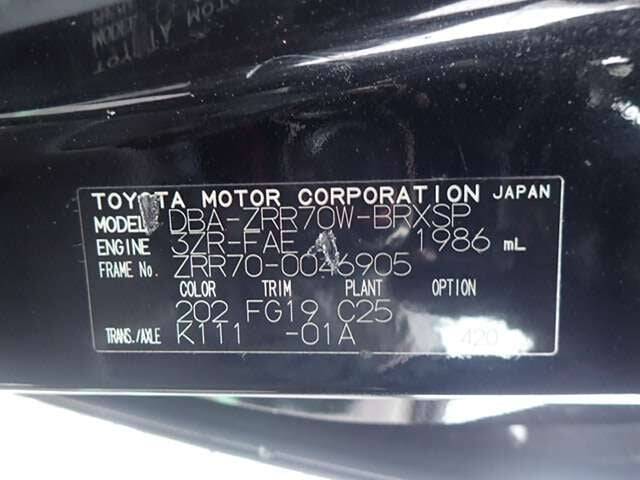 TOYOTA MOTOR CORPORATION JAPAN
MODEL DBA-ZRR70W-BRXSP
ENGINE 3ZR-FAE 1986 mL
FRAME No. ZRR70-0046905
COLOR TRIM PLANT OPTION
202 FG19 C25
TRANS./AXLE K111 -01A 420